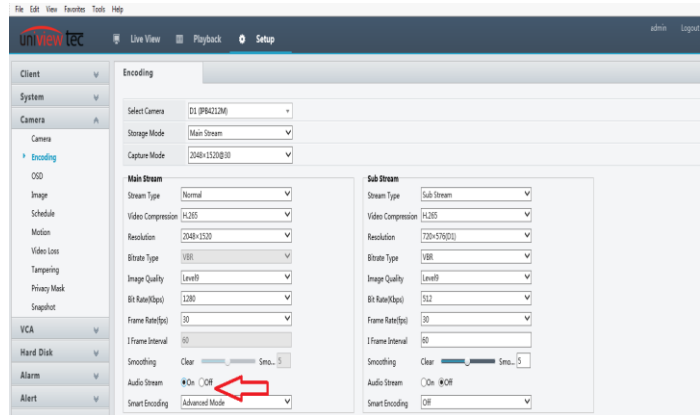 File Edit View Favorites Tools Help
uniview tec Live View Playback Setup admin Logout
Client
System
Camera
Camera
Encoding
OSD
Image
Schedule
Motion
Video Loss
Tampering
Privacy Mask
Snapshot
VCA
Hard Disk
Alarm
Alert
Encoding
Select Camera D1 (IPB4212M)
Storage Mode Main Stream
Capture Mode 2048×1520@30
Main Stream
Stream Type Normal
Video Compression H.265
Resolution 2048×1520
Bitrate Type VBR
Image Quality Level9
Bit Rate(Kbps) 1280
Frame Rate(fps) 30
I Frame Interval 60
Smoothing Clear Smo... 5
Audio Stream On Off
Smart Encoding Advanced Mode
Sub Stream
Stream Type Sub Stream
Video Compression H.265
Resolution 720×576(D1)
Bitrate Type VBR
Image Quality Level9
Bit Rate(Kbps) 512
Frame Rate(fps) 30
I Frame Interval 60
Smoothing Clear Smo... 5
Audio Stream On Off
Smart Encoding Off